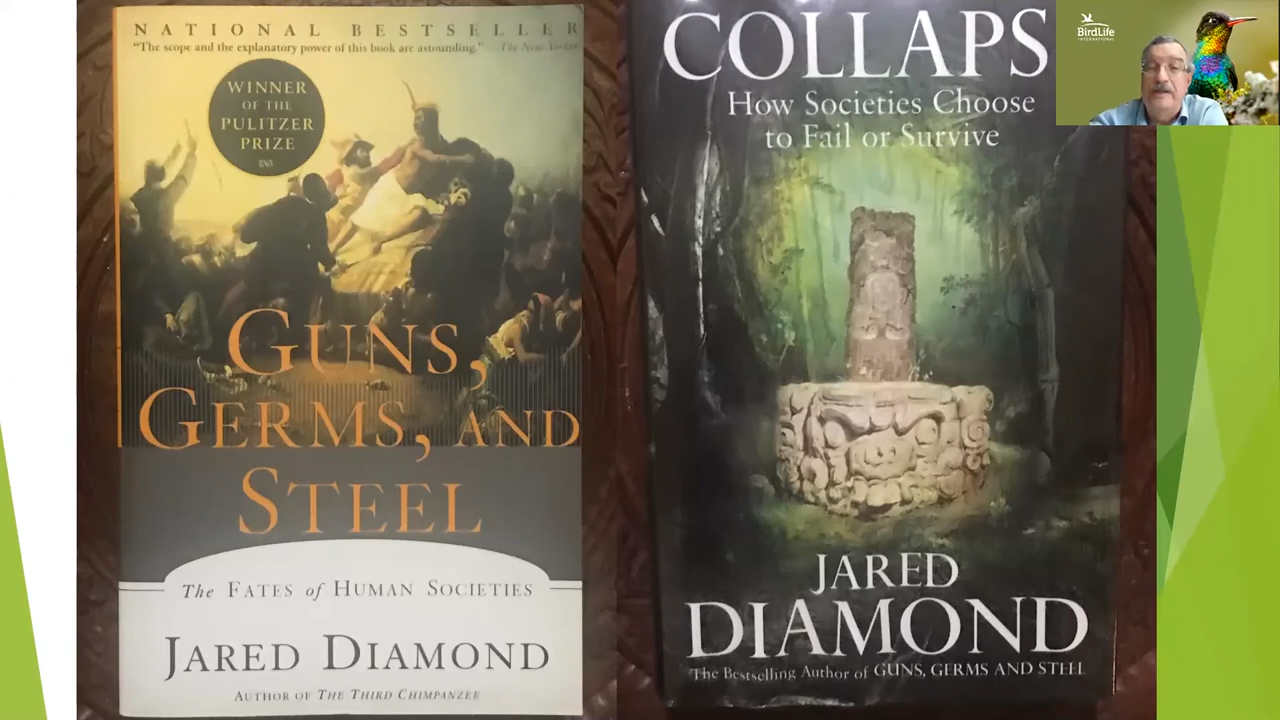 NATIONAL BESTSELLER
"The scope and the explanatory power of this book are astounding." The New Yorker
WINNER
OF THE
PULITZER
PRIZE
GUNS,
GERMS, AND
STEEL
The FATES of HUMAN SOCIETIES
JARED DIAMOND
AUTHOR OF THE THIRD CHIMPANZEE
COLLAPS
How Societies Choose
to Fail or Survive
JARED
DIAMOND
The Bestselling Author of GUNS, GERMS AND STEEL
BirdLife
INTERNATIONAL